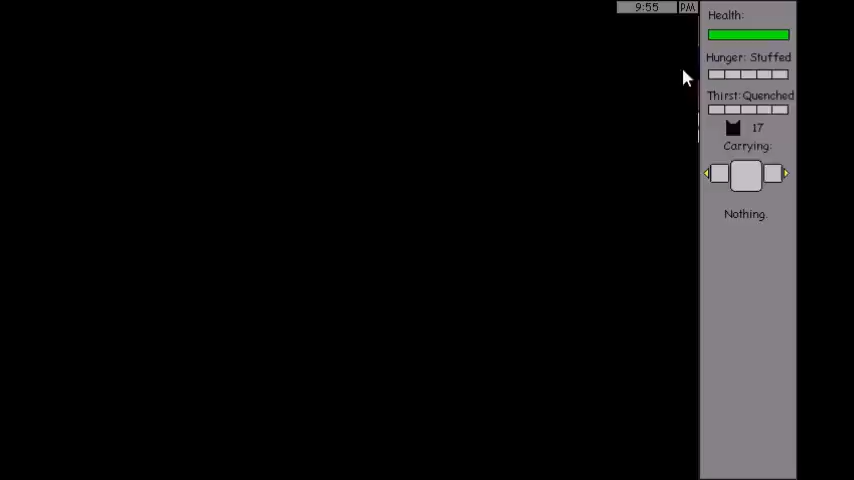 9:55 PM
Health:
Hunger: Stuffed
Thirst: Quenched
17
Carrying:
Nothing.